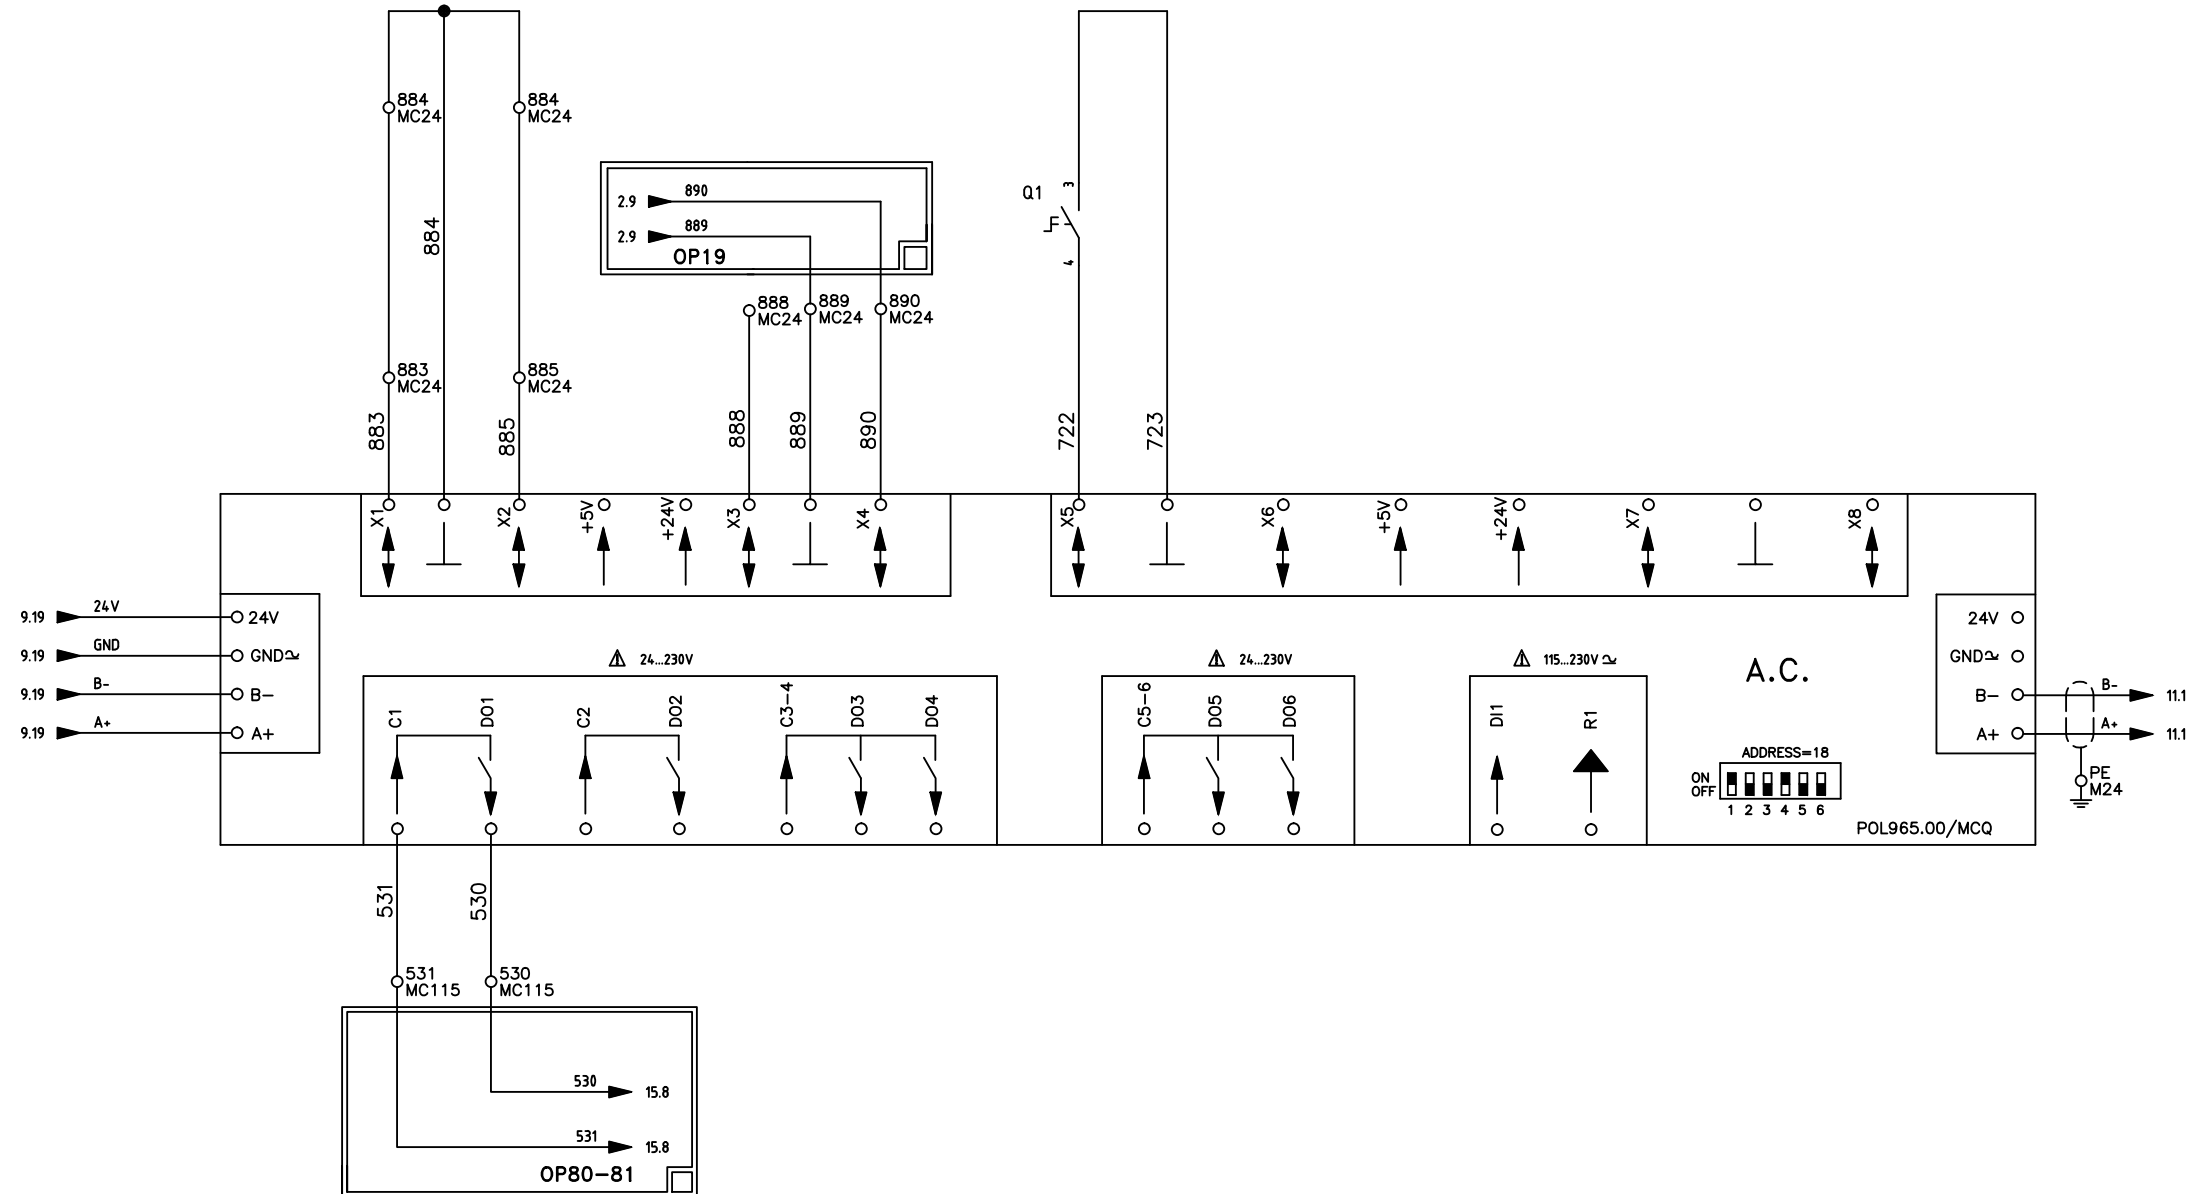 884
MC24
884
MC24
884
883
MC24
885
MC24
883
885
2.9 890
2.9 889
OP19
888
MC24
889
MC24
890
MC24
888
889
890
Q1
3
4
722
723
X1
X2
+5V
+24V
X3
X4
X5
X6
+5V
+24V
X7
X8
9.19 24V 24V
9.19 GND GND
9.19 B- B-
9.19 A+ A+
24...230V
C1
DO1
C2
DO2
C3-4
DO3
DO4
24...230V
C5-6
DO5
DO6
115...230V
DI1
R1
A.C.
ADDRESS=18
ON
OFF
1 2 3 4 5 6
POL965.00/MCQ
24V
GND
B- B- 11.1
A+ A+ 11.1
PE
M24
531
530
531
MC115
530
MC115
530 15.8
531 15.8
OP80-81